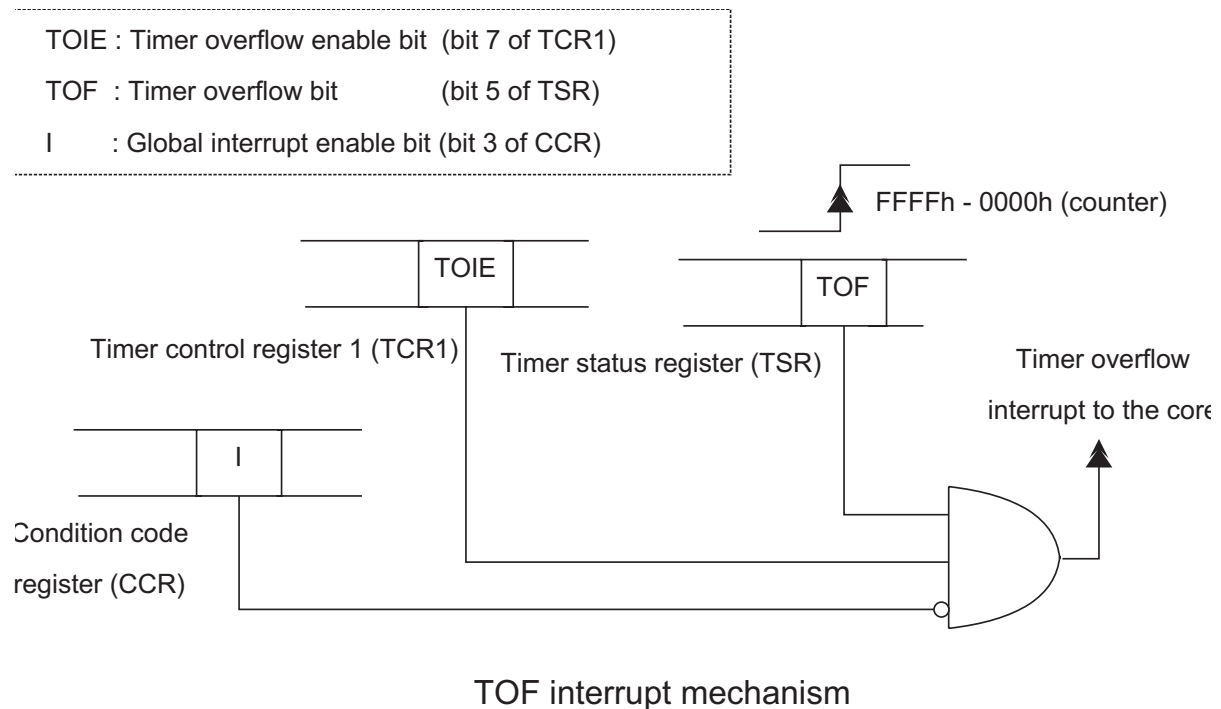 TOIE : Timer overflow enable bit (bit 7 of TCR1)
TOF : Timer overflow bit (bit 5 of TSR)
I : Global interrupt enable bit (bit 3 of CCR)
FFFFh - 0000h (counter)
TOIE
TOF
Timer control register 1 (TCR1)
Timer status register (TSR)
Timer overflow
interrupt to the core
I
Condition code
register (CCR)
TOF interrupt mechanism